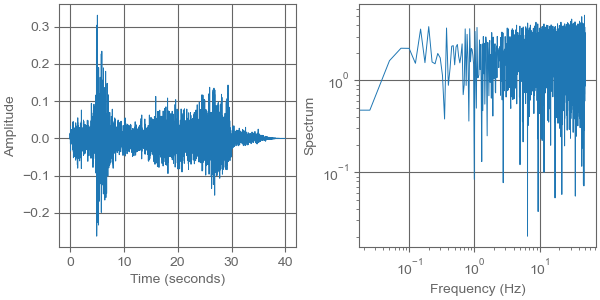 Amplitude
0.3
0.2
0.1
0.0
−0.1
−0.2
0 10 20 30 40
Time (seconds)
Spectrum
10⁰
10⁻¹
10⁻¹ 10⁰ 10¹
Frequency (Hz)